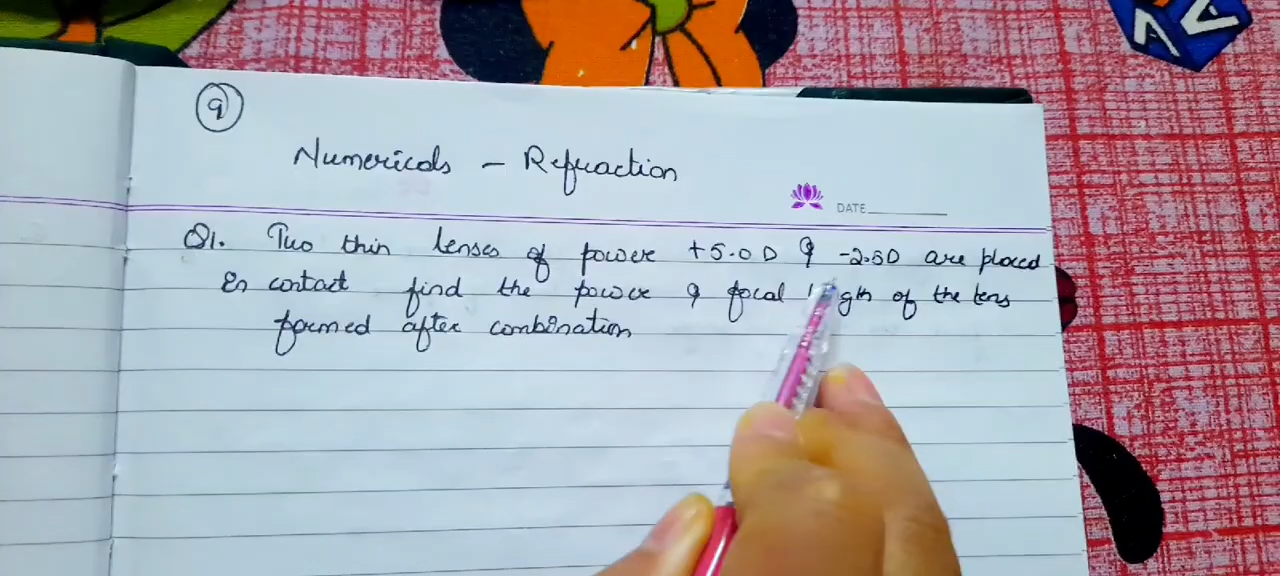 9
Numericals - Refraction
DATE
Q1. Two thin lenses of power +5.0 D & -2.5D are placed
in contact find the power & focal length of the lens
formed after combination